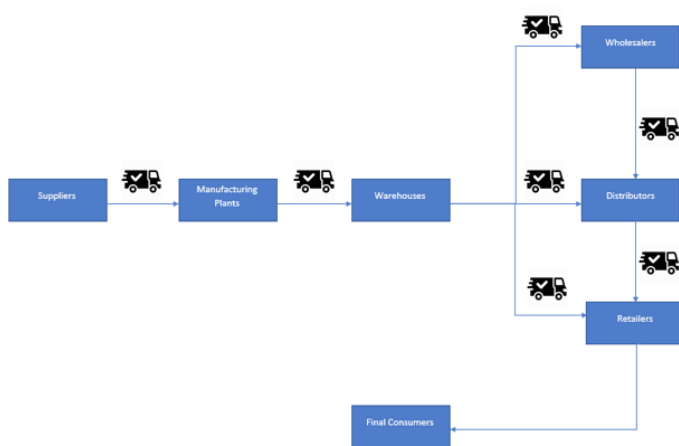 Wholesalers
Suppliers
Manufacturing
Plants
Warehouses
Distributors
Retailers
Final Consumers